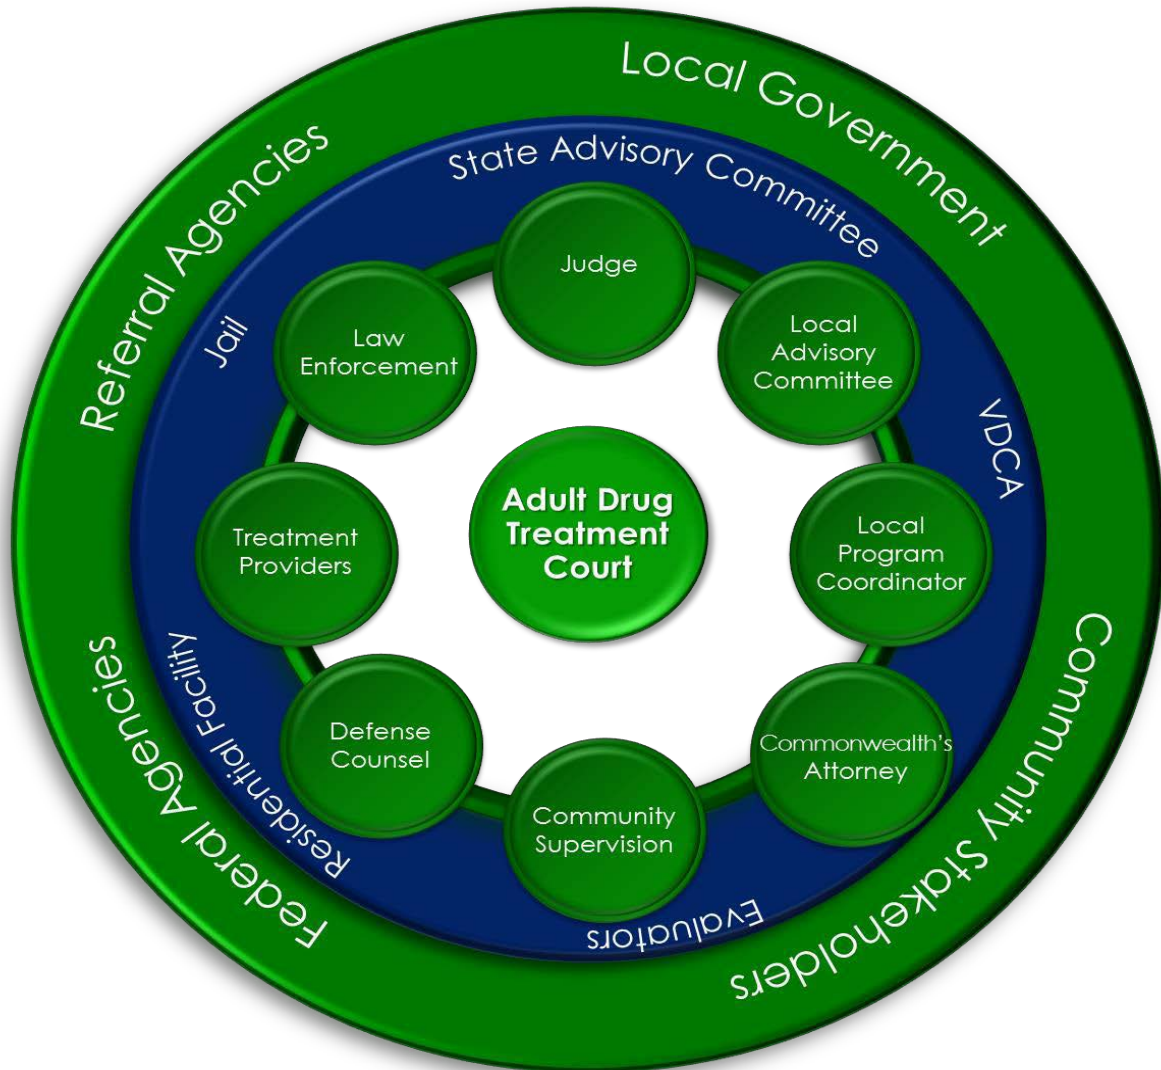 Local Government
Referral Agencies
State Advisory Committee
Jail
Judge
Law
Enforcement
Local
Advisory
Committee
VDCA
Adult Drug
Treatment
Court
Treatment
Providers
Local
Program
Coordinator
Defense
Counsel
Commonwealth's
Attorney
Community
Supervision
Residential Facility
Evaluators
Federal Agencies
Community Stakeholders